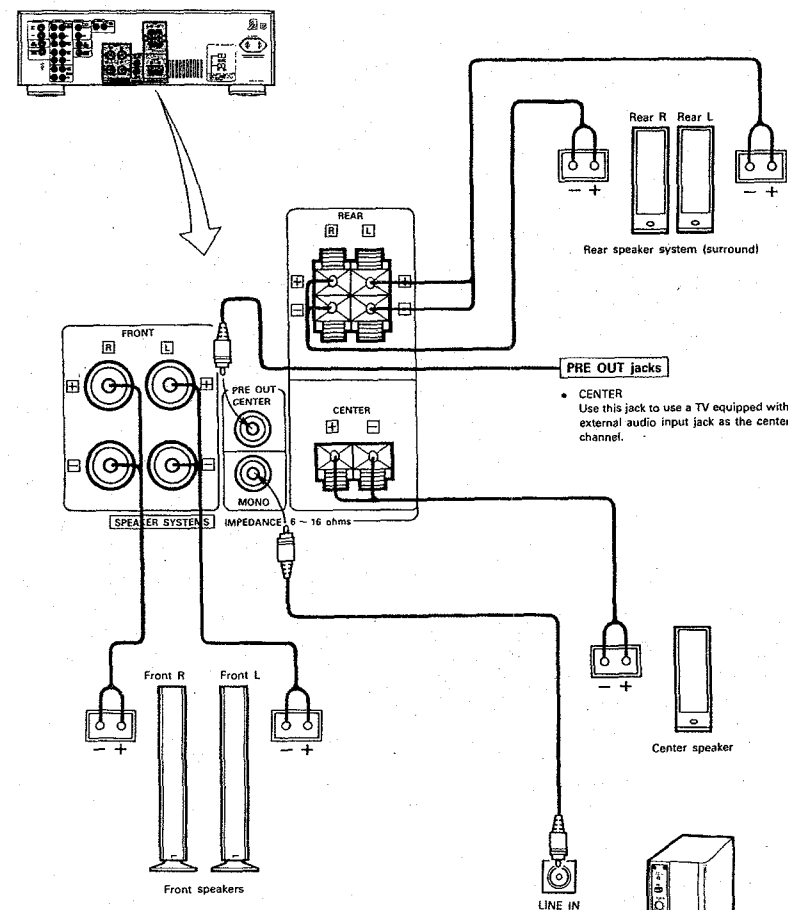 Rear R Rear L
- +
- +
Rear speaker system (surround)
REAR
R L
+ +
- -
FRONT
R L
+ +
- -
PRE OUT
CENTER
MONO
CENTER
+ -
SPEAKER SYSTEMS IMPEDANCE 6 ~ 16 ohms
PRE OUT jacks
• CENTER
Use this jack to use a TV equipped with
external audio input jack as the center
channel.
- +
Center speaker
Front R Front L
- +
- +
Front speakers
LINE IN